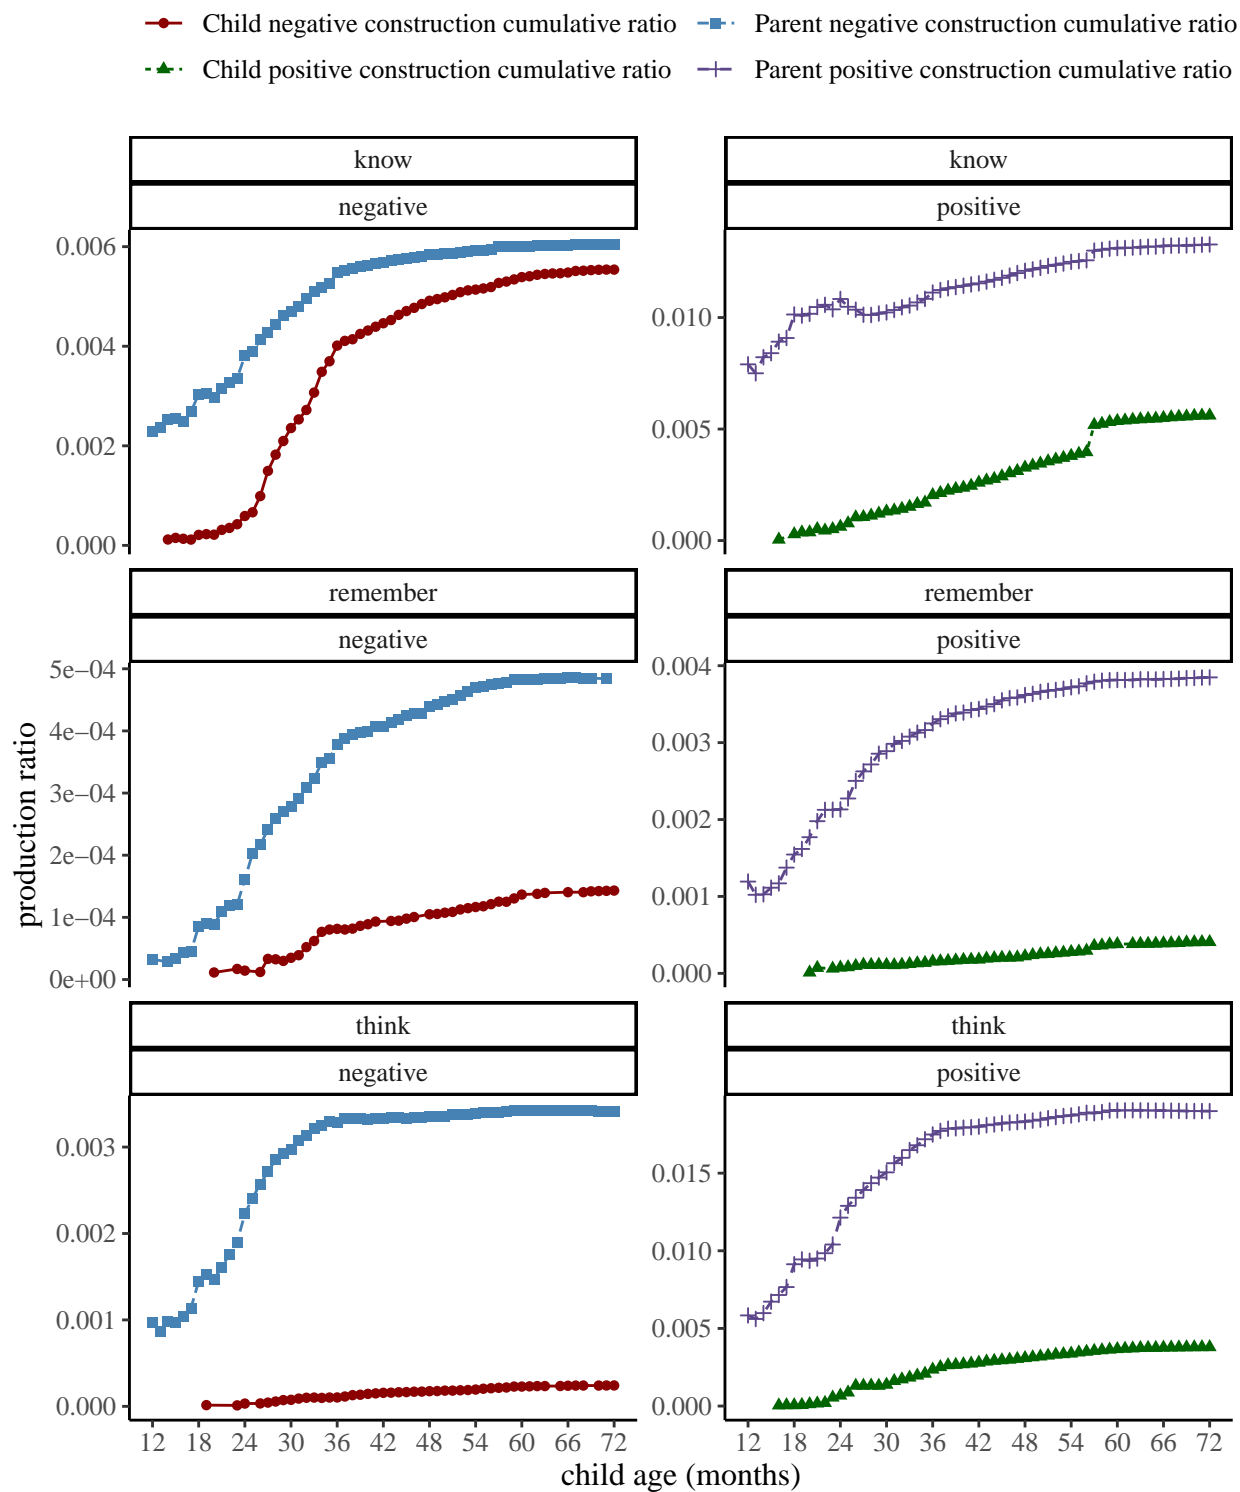 Child negative construction cumulative ratio Parent negative construction cumulative ratio
Child positive construction cumulative ratio Parent positive construction cumulative ratio
know know
negative positive
0.006
0.004
0.002
0.000
0.010
0.005
0.000
remember remember
negative positive
5e−04
4e−04
3e−04
2e−04
1e−04
0e+00
0.004
0.003
0.002
0.001
0.000
think think
negative positive
0.003
0.002
0.001
0.000
0.015
0.010
0.005
0.000
12 18 24 30 36 42 48 54 60 66 72 12 18 24 30 36 42 48 54 60 66 72
child age (months)
production ratio